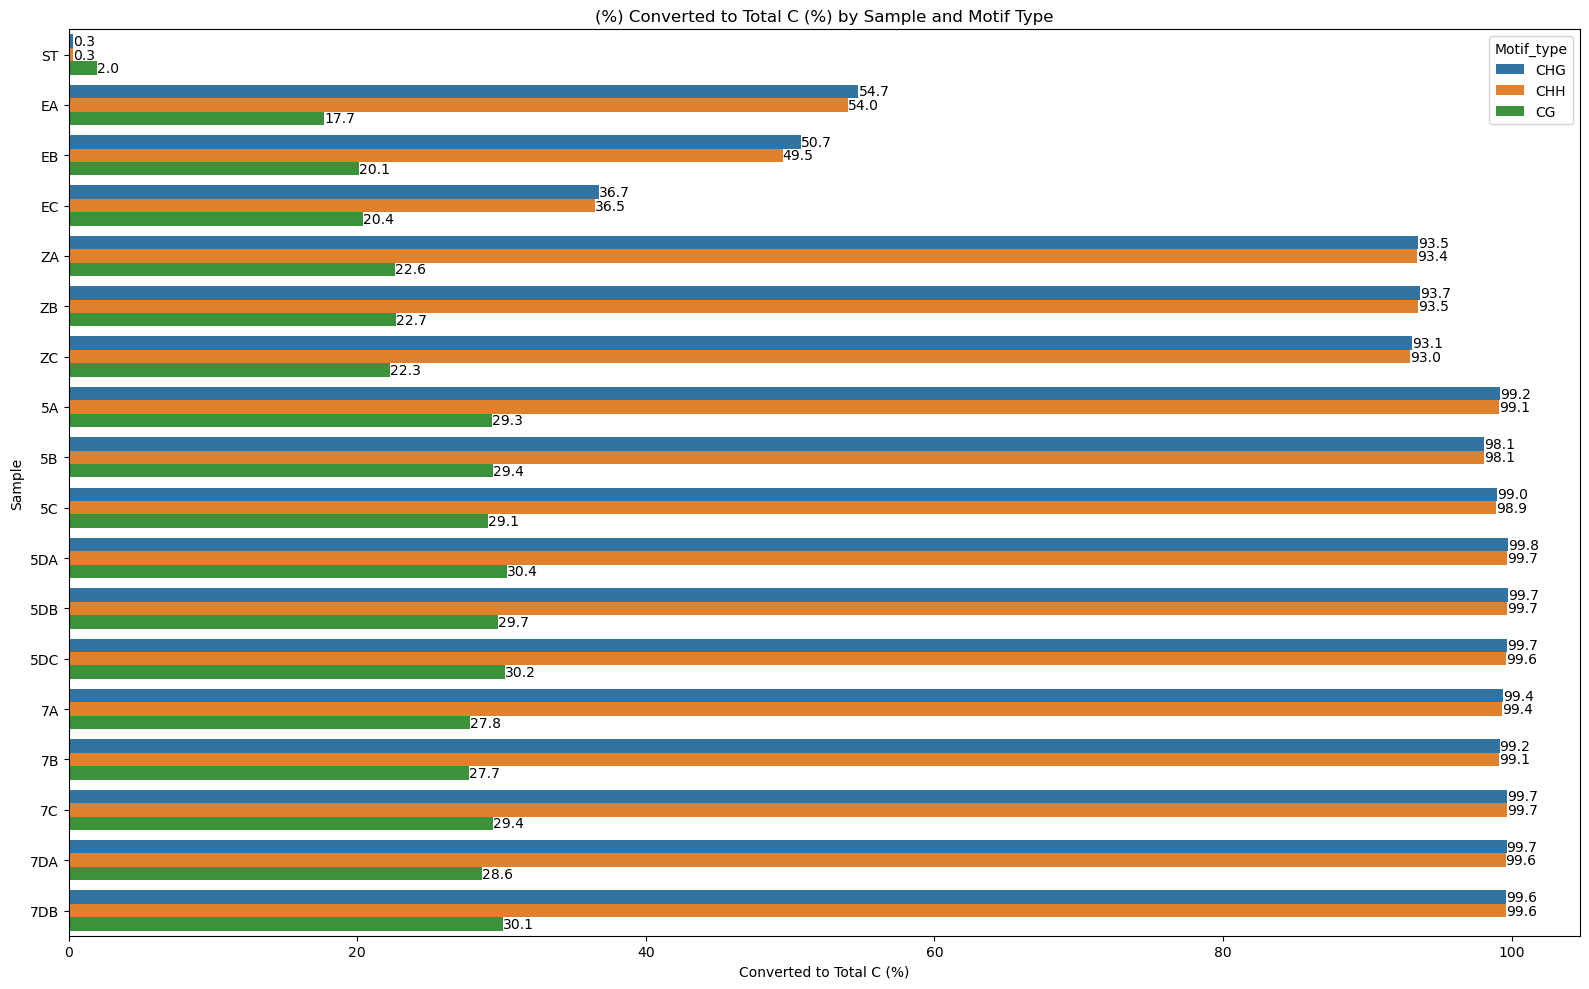 (%) Converted to Total C (%) by Sample and Motif Type
Motif_type
CHG
CHH
CG
Sample
ST
0.3
0.3
2.0
EA
54.7
54.0
17.7
EB
50.7
49.5
20.1
EC
36.7
36.5
20.4
ZA
93.5
93.4
22.6
ZB
93.7
93.5
22.7
ZC
93.1
93.0
22.3
5A
99.2
99.1
29.3
5B
98.1
98.1
29.4
5C
99.0
98.9
29.1
5DA
99.8
99.7
30.4
5DB
99.7
99.7
29.7
5DC
99.7
99.6
30.2
7A
99.4
99.4
27.8
7B
99.2
99.1
27.7
7C
99.7
99.7
29.4
7DA
99.7
99.6
28.6
7DB
99.6
99.6
30.1
0 20 40 60 80 100
Converted to Total C (%)